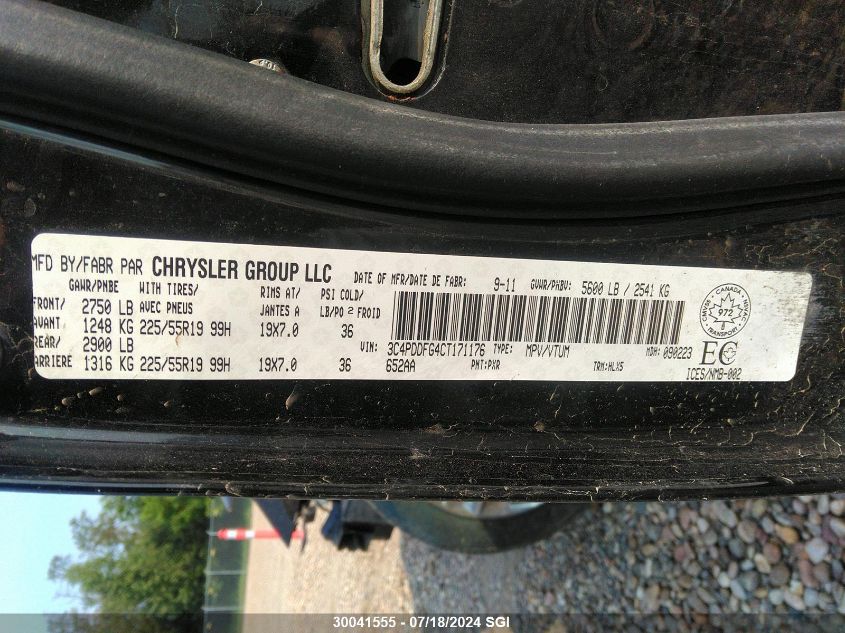 MFD BY/FABR PAR CHRYSLER GROUP LLC DATE OF MFR/DATE DE FABR: 9-11 GVWR/PNBV: 5600 LB / 2541 KG
GAWR/PNBE WITH TIRES/ RIMS AT/ PSI COLD/
FRONT/ 2750 LB AVEC PNEUS JANTES A LB/PO 2 FROID
AVANT 1248 KG 225/55R19 99H 19X7.0 36
REAR/ 2900 LB VIN: 3C4PDDFG4CT171176 TYPE: MPV/VTUM MDH: 090223
ARRIERE 1316 KG 225/55R19 99H 19X7.0 36 652AA PNT:PXR TRM:HLX5
CANADA
972
TRANSPORT
EC
ICES/NMB-002
30041555 - 07/18/2024 SGI